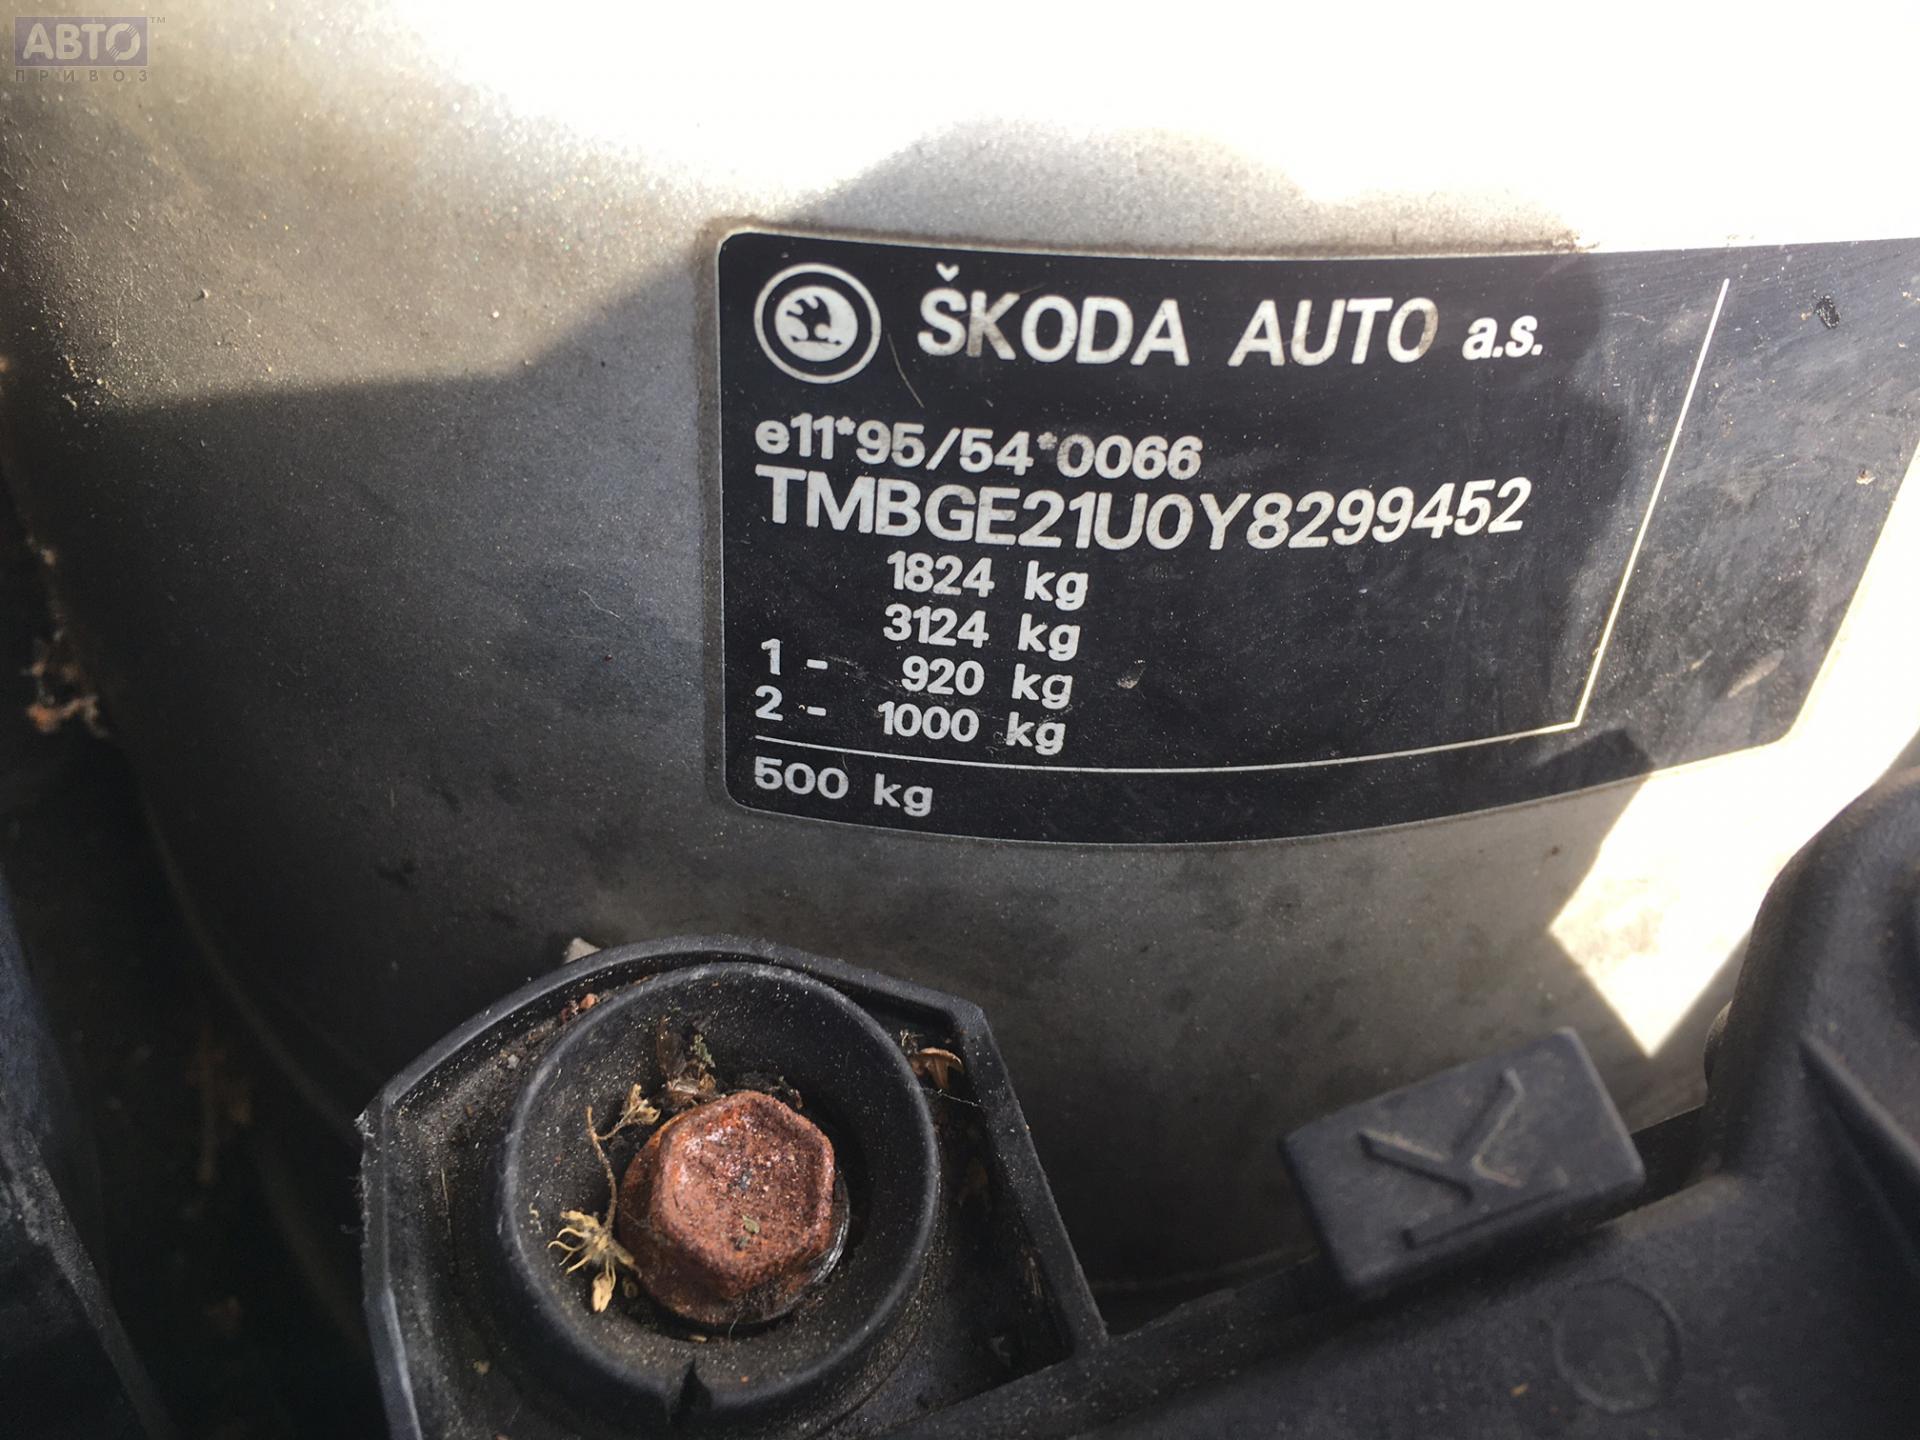 АВТО™
ПРИВОЗ
ŠKODA AUTO a.s.
e11*95/54*0066
TMBGE21U0Y8299452
1824 kg
3124 kg
1 - 920 kg
2 - 1000 kg
500 kg
K